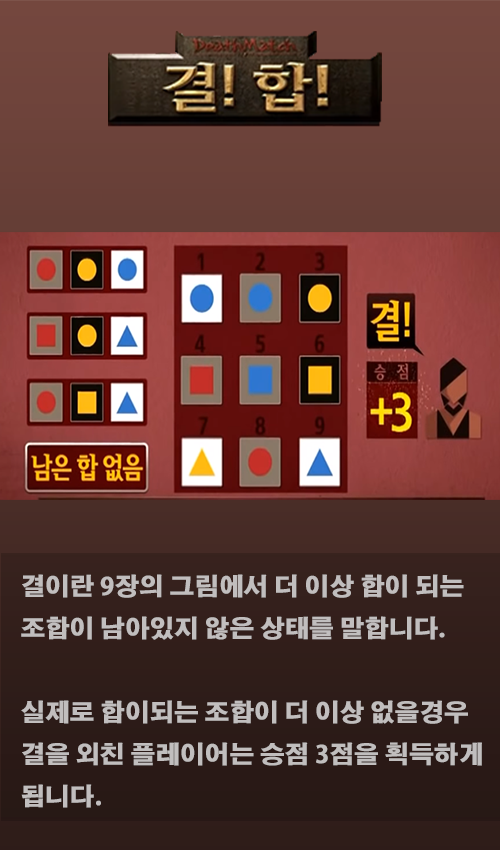 Death Match
결! 합!
1 2 3
결!
4 5 6
승 점
+3
7 8 9
남은 합 없음
결이란 9장의 그림에서 더 이상 합이 되는
조합이 남아있지 않은 상태를 말합니다.
실제로 합이되는 조합이 더 이상 없을경우
결을 외친 플레이어는 승점 3점을 획득하게
됩니다.